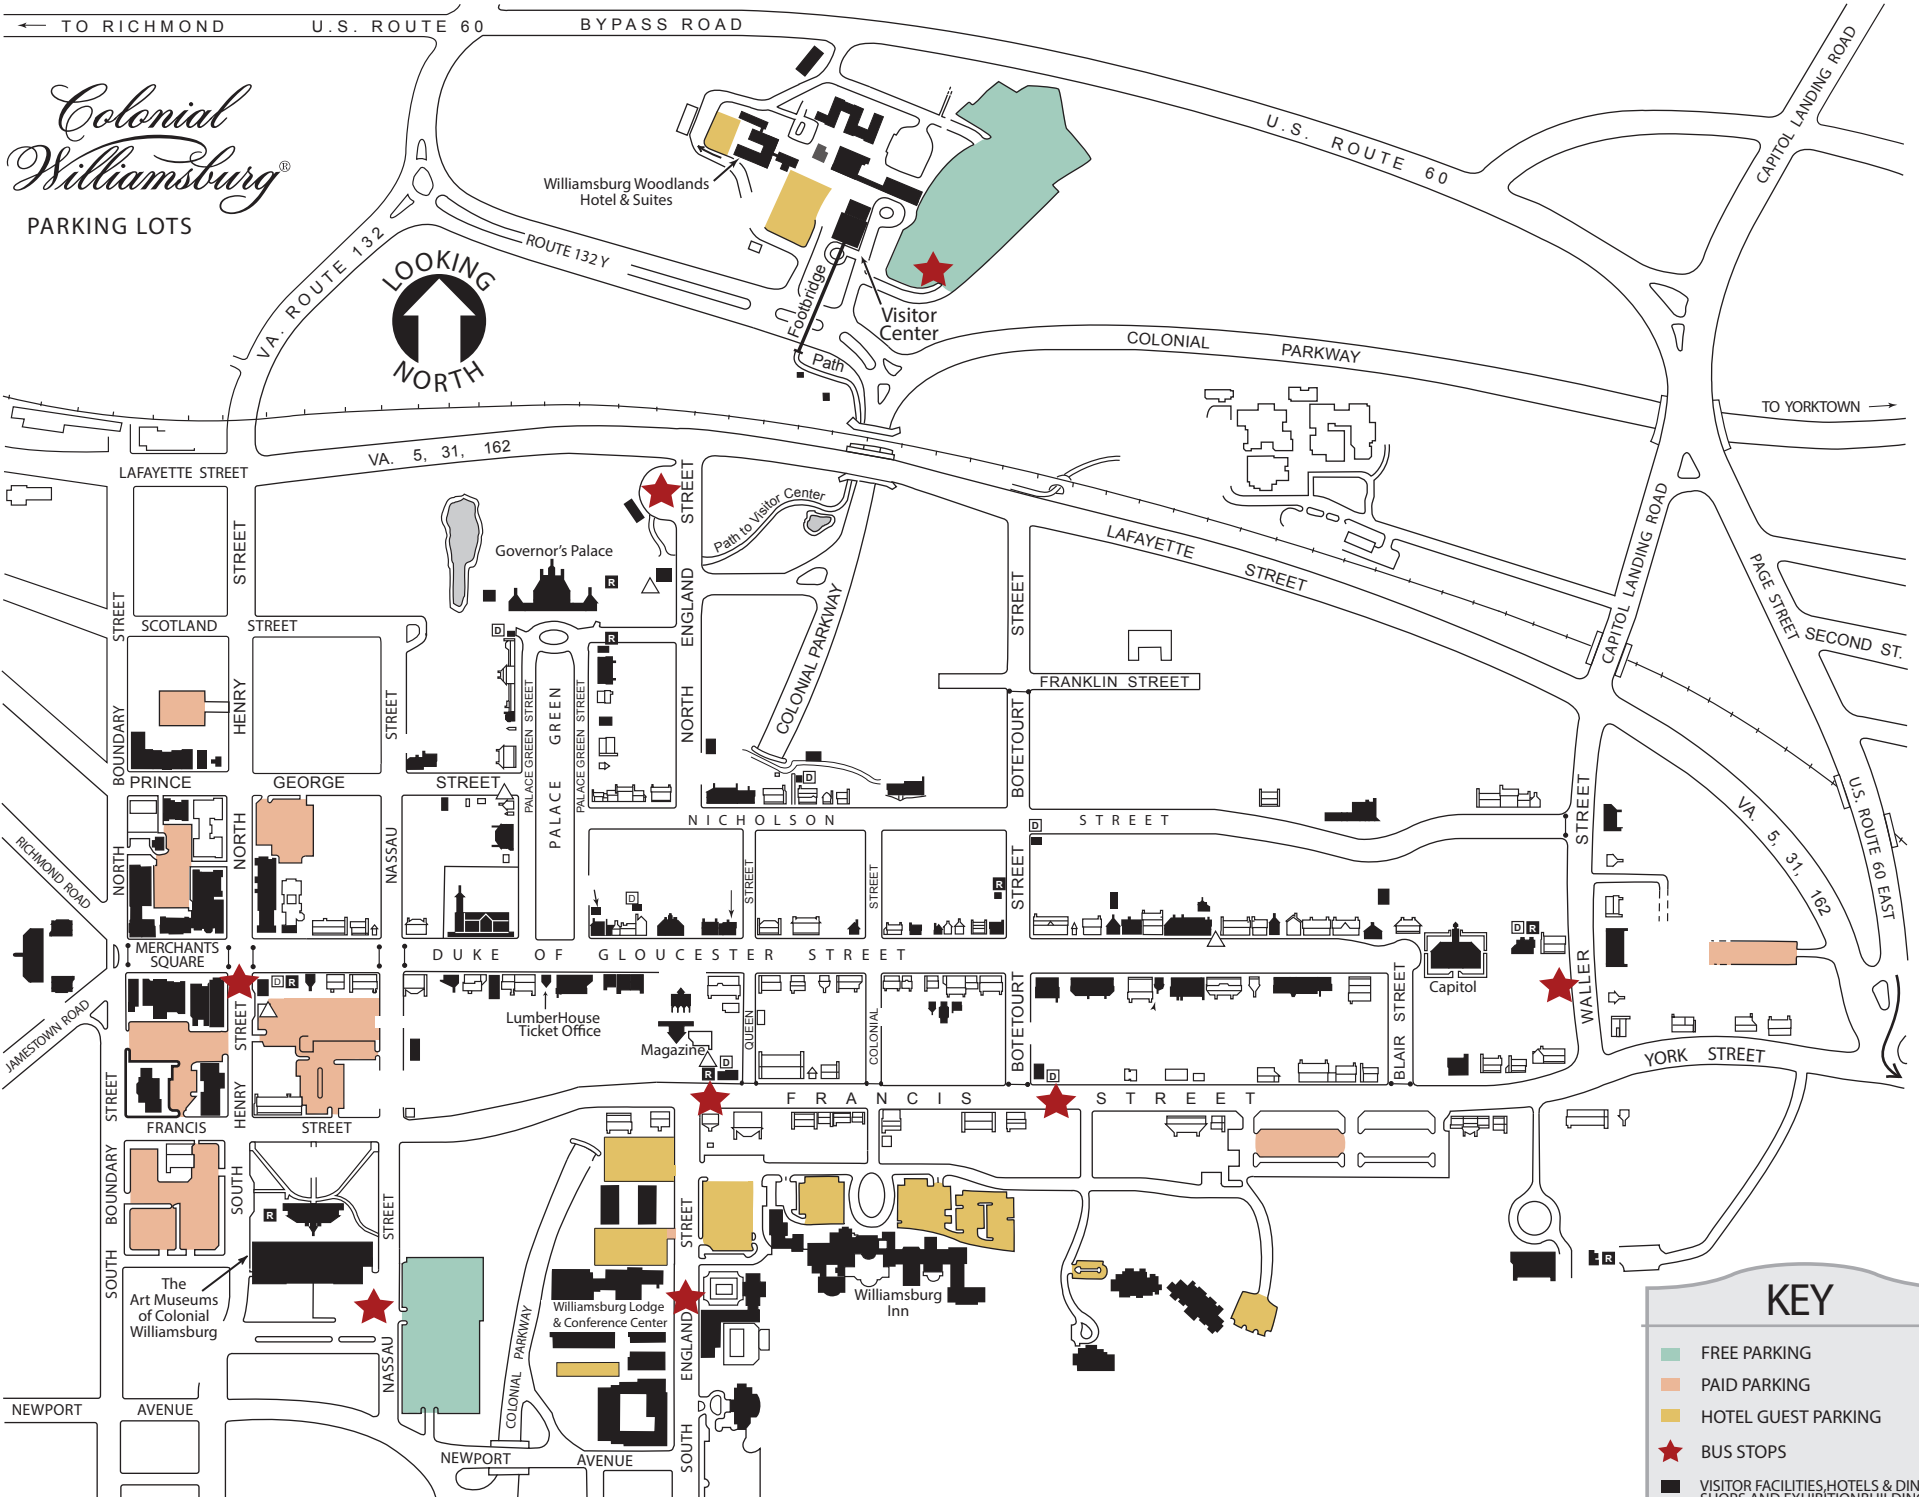 ← TO RICHMOND
U.S. ROUTE 60
BYPASS ROAD
Colonial
Williamsburg®
PARKING LOTS
U.S. ROUTE 60
CAPITOL LANDING ROAD
Williamsburg Woodlands
Hotel & Suites
VA. ROUTE 132
ROUTE 132 Y
LOOKING
NORTH
Footbridge
Path
Visitor
Center
COLONIAL PARKWAY
TO YORKTOWN →
LAFAYETTE STREET
VA. 5, 31, 162
Path to Visitor Center
LAFAYETTE STREET
CAPITOL LANDING ROAD
PAGE STREET
SECOND ST.
Governor's Palace
R
D
R
SCOTLAND STREET
NORTH BOUNDARY STREET
NORTH HENRY STREET
NASSAU STREET
PALACE GREEN STREET
PALACE GREEN
PALACE GREEN STREET
NORTH ENGLAND STREET
COLONIAL PARKWAY
BOTETOURT STREET
FRANKLIN STREET
PRINCE GEORGE STREET
D
NICHOLSON STREET
D
WALLER STREET
VA. 5, 31, 162
U.S. ROUTE 60 EAST
RICHMOND ROAD
D
R
STREET
STREET
STREET
D R
MERCHANTS
SQUARE
DUKE OF GLOUCESTER STREET
D R
LumberHouse
Ticket Office
Magazine
D
R
QUEEN
COLONIAL
BOTETOURT
D
BLAIR STREET
Capitol
YORK STREET
JAMESTOWN ROAD
FRANCIS STREET
FRANCIS STREET
SOUTH BOUNDARY STREET
SOUTH HENRY STREET
NASSAU STREET
R
The
Art Museums
of Colonial
Williamsburg
COLONIAL PARKWAY
Williamsburg Lodge
& Conference Center
SOUTH ENGLAND STREET
Williamsburg
Inn
R
NEWPORT AVENUE
NEWPORT AVENUE
KEY
FREE PARKING
PAID PARKING
HOTEL GUEST PARKING
BUS STOPS
VISITOR FACILITIES,HOTELS & DIN